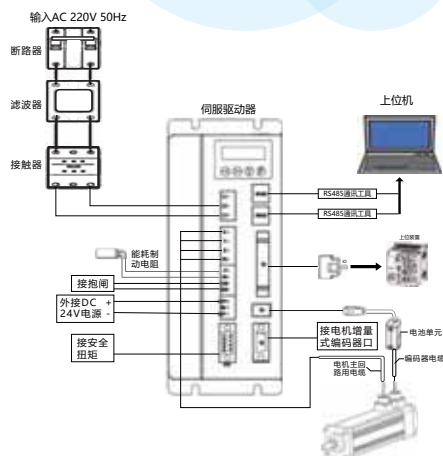 输入AC 220V 50Hz
断路器
滤波器
接触器
伺服驱动器
上位机
RS485通讯工具
RS485通讯工具
上位装置
能耗制
动电阻
接抱闸
外接DC +
24V电源 -
接安全
扭矩
接电机增量
式编码器口
电池单元
编码器电缆
电机主回
路用电缆